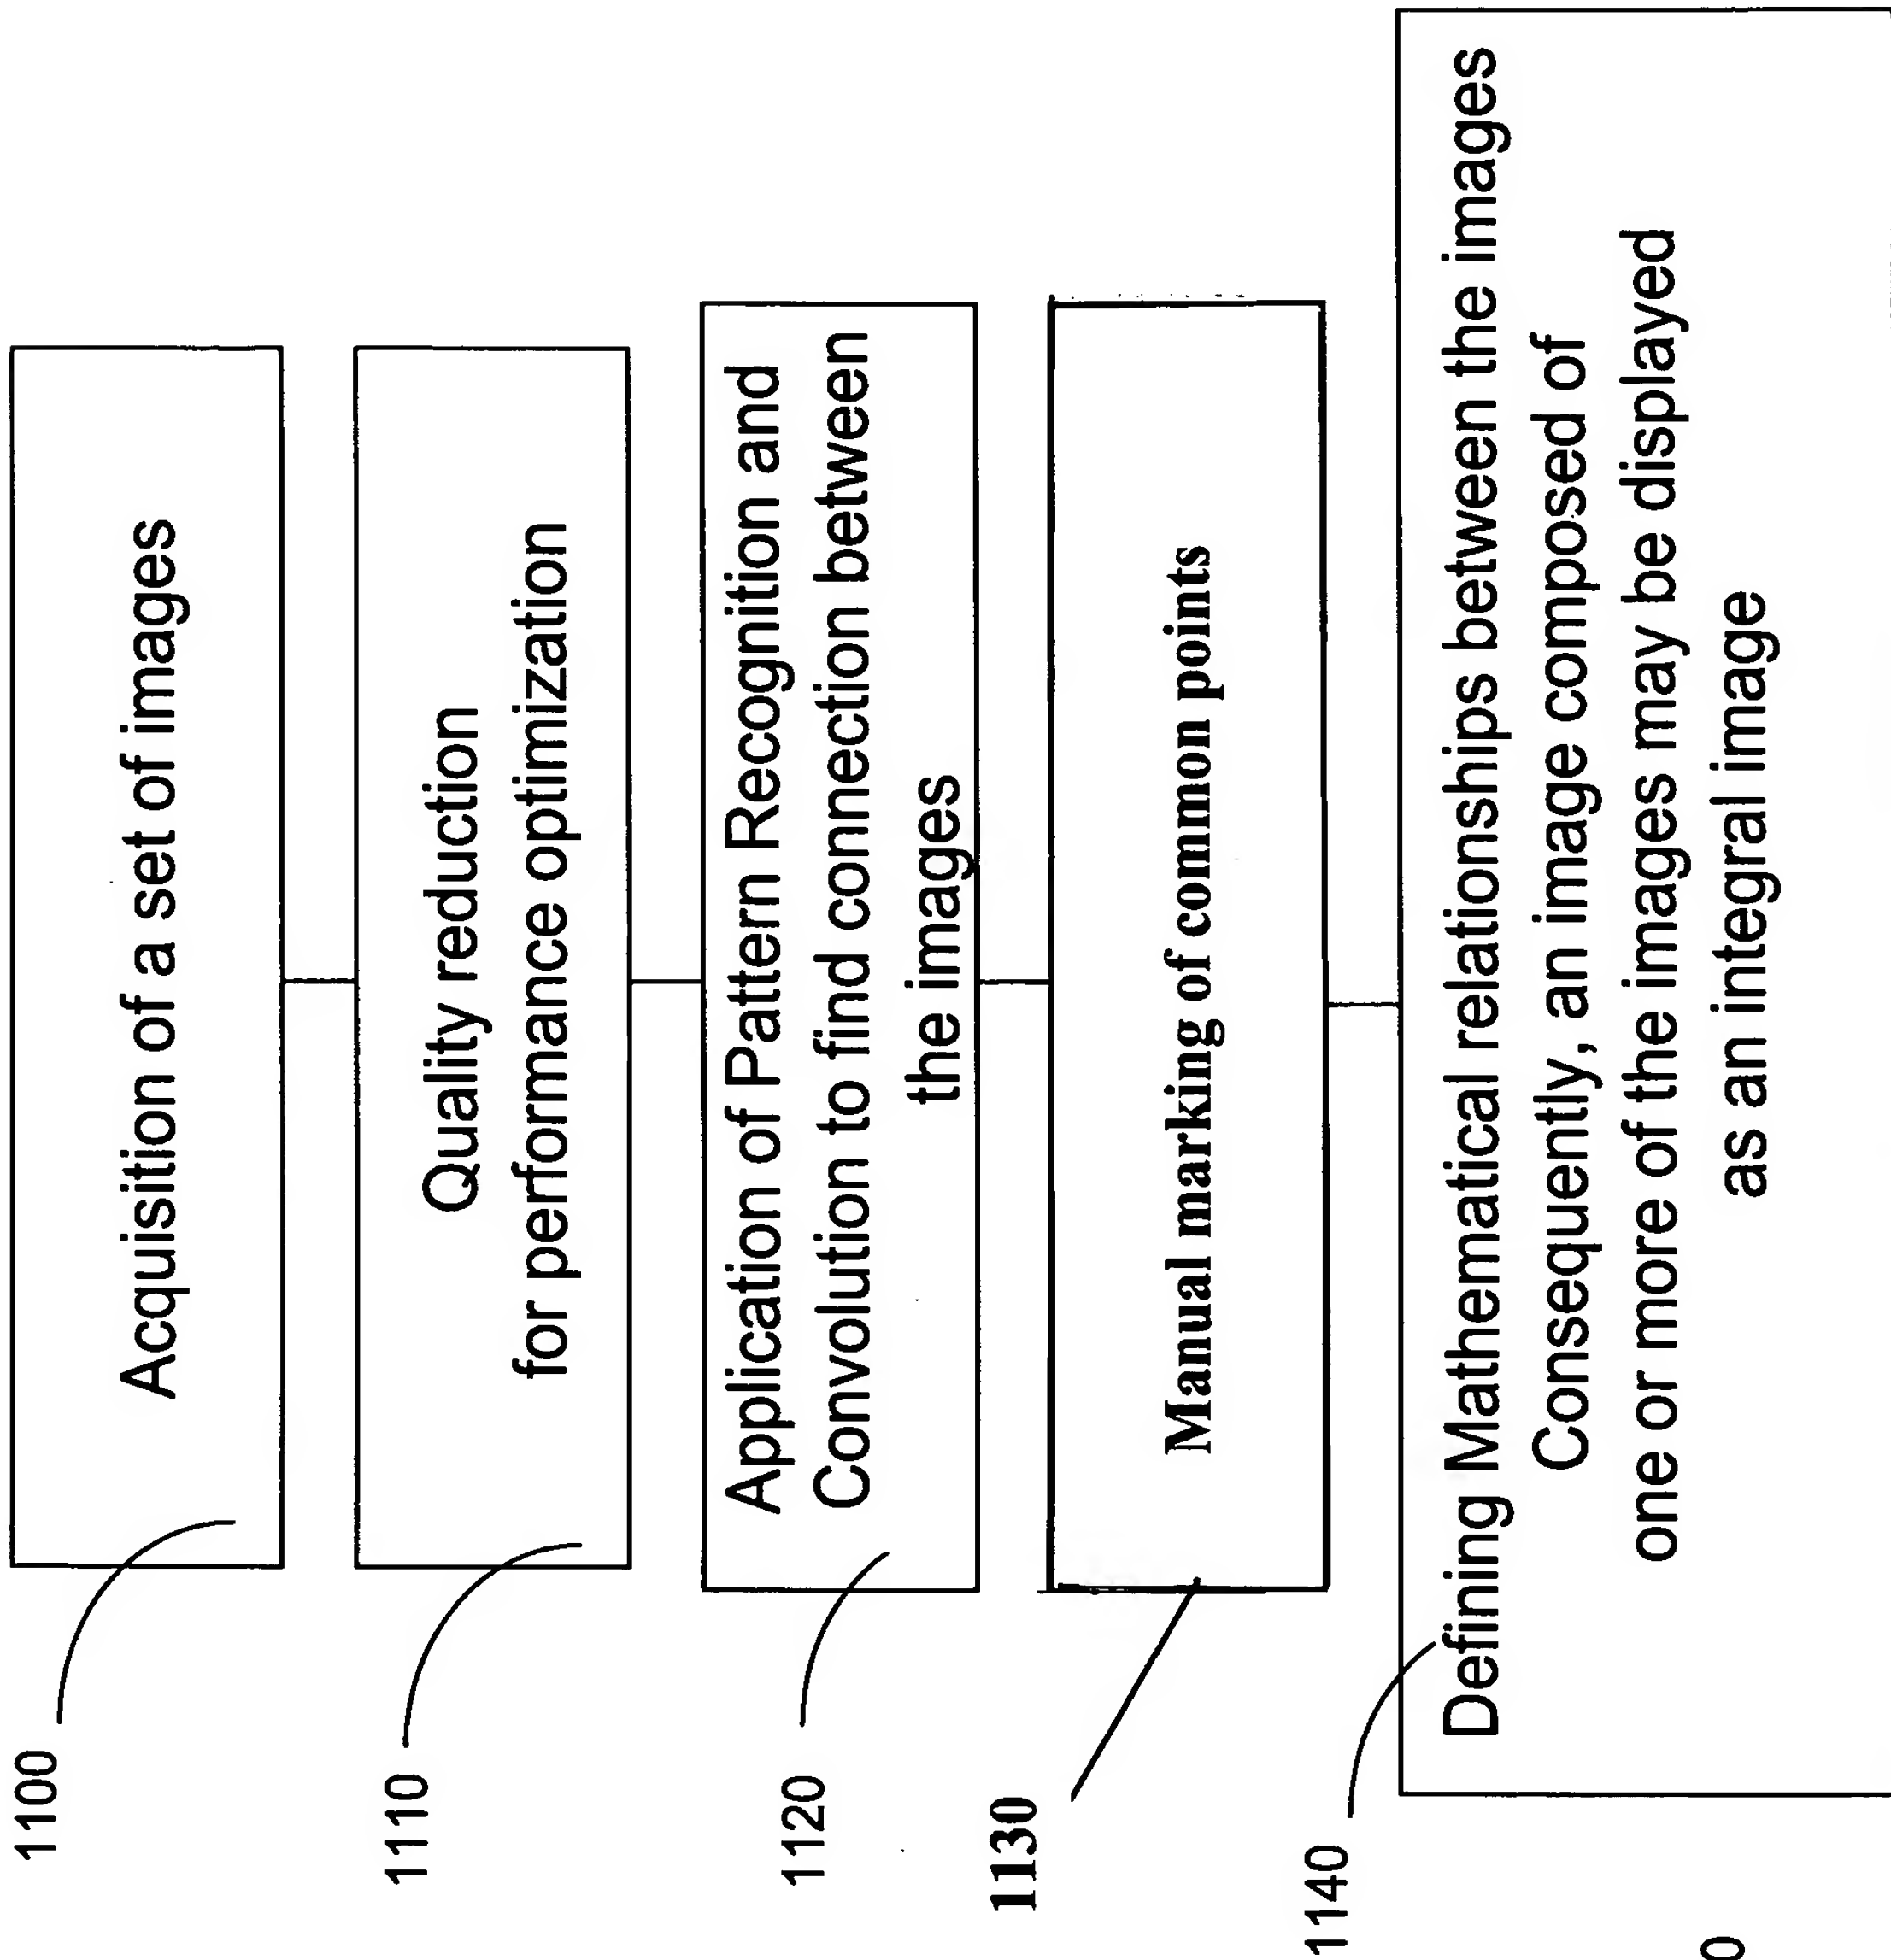 1100
Acquisition of a set of images
1110
Quality reduction
for performance optimization
1120
Application of Pattern Recognition and
Convolution to find connection between
the images
1130
Manual marking of common points
1140
Defining Mathematical relationships between the images
Consequently, an image composed of
one or more of the images may be displayed
as an integral image
0